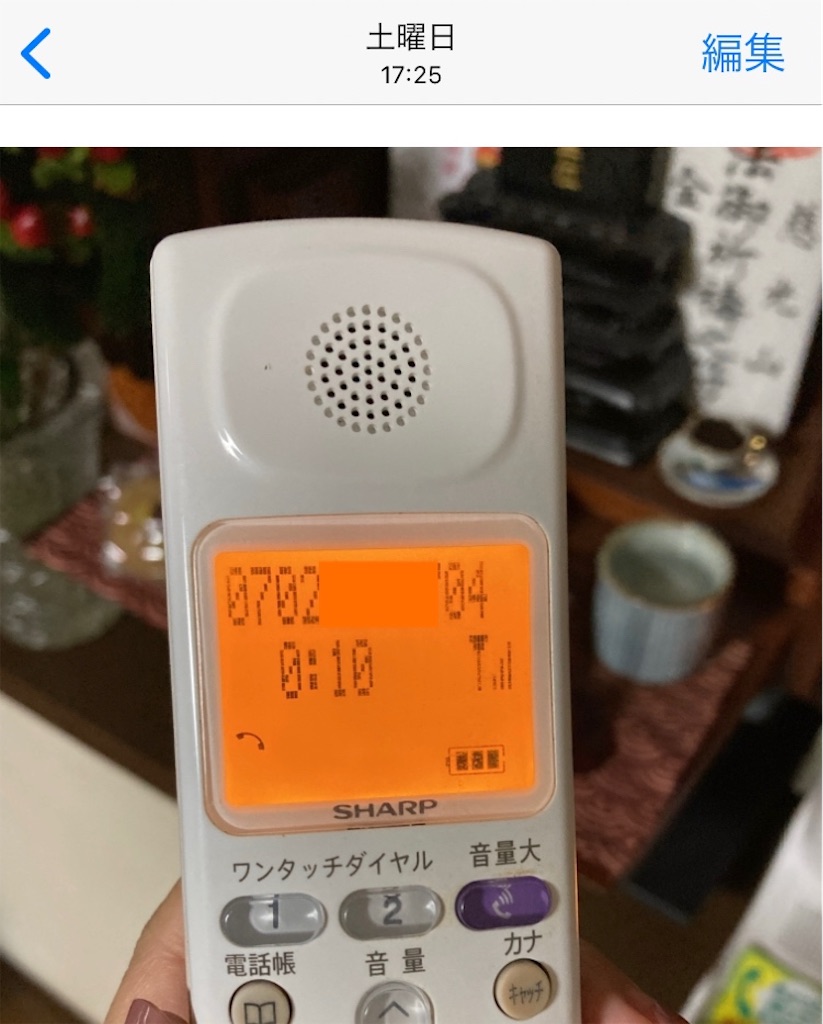 土曜日
17:25
編集
0702 04
0:10
SHARP
ワンタッチダイヤル
音量大
1
2
電話帳
音量
カナ
キャッチ